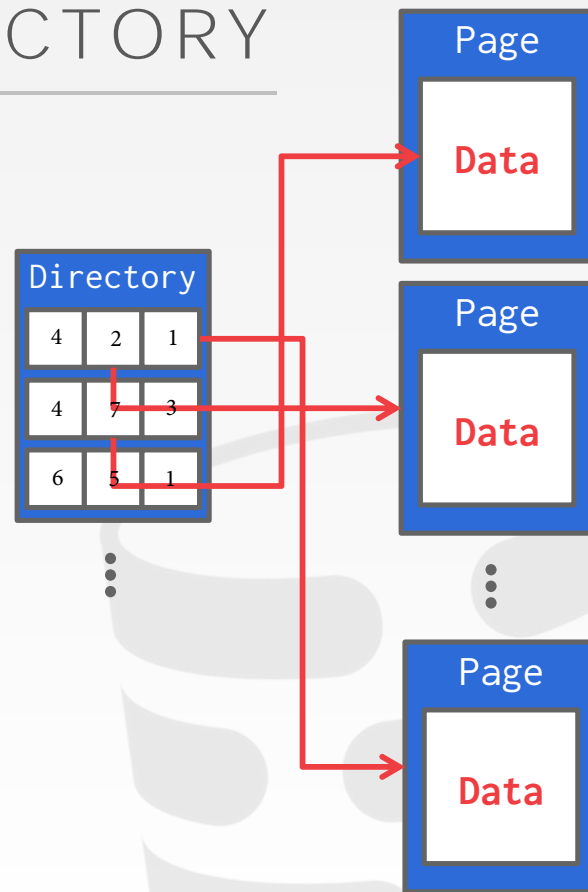 CTORY
Directory
4 2 1
4 7 3
6 5 1
Page
Data
Page
Data
Page
Data